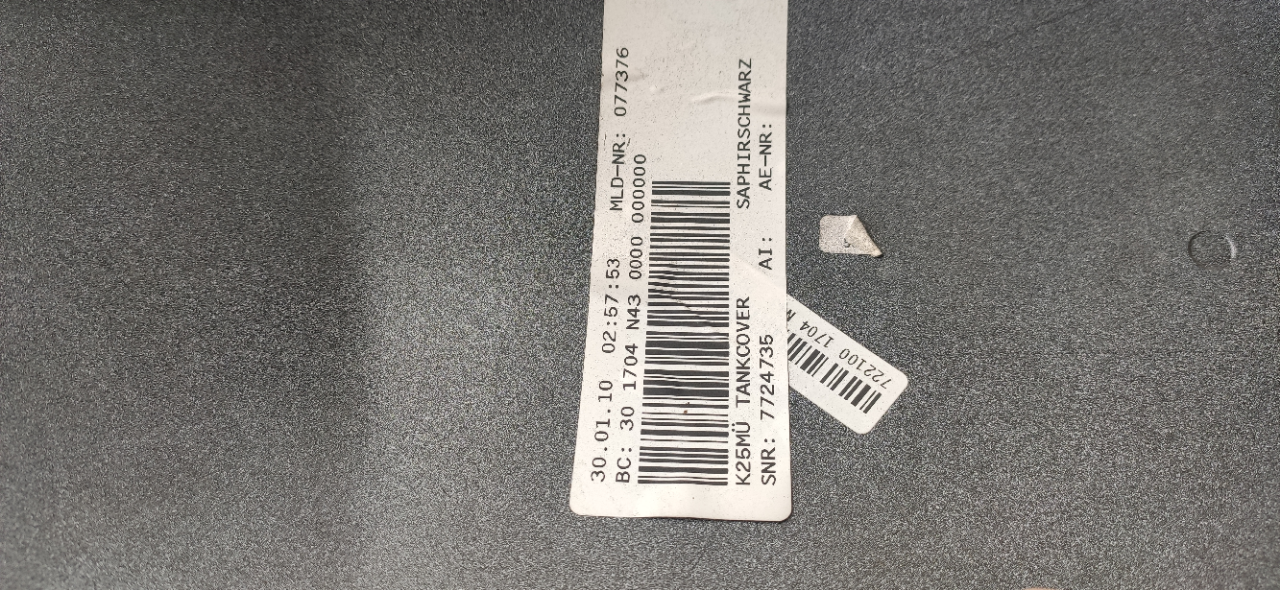 30.01.10 02:57:53 MLD-NR: 077376
BC: 30 1704 N43 0000 000000
K25MÜ TANKCOVER SAPHIRSCHWARZ
SNR: 7724735 AI: AE-NR:
722100 1704